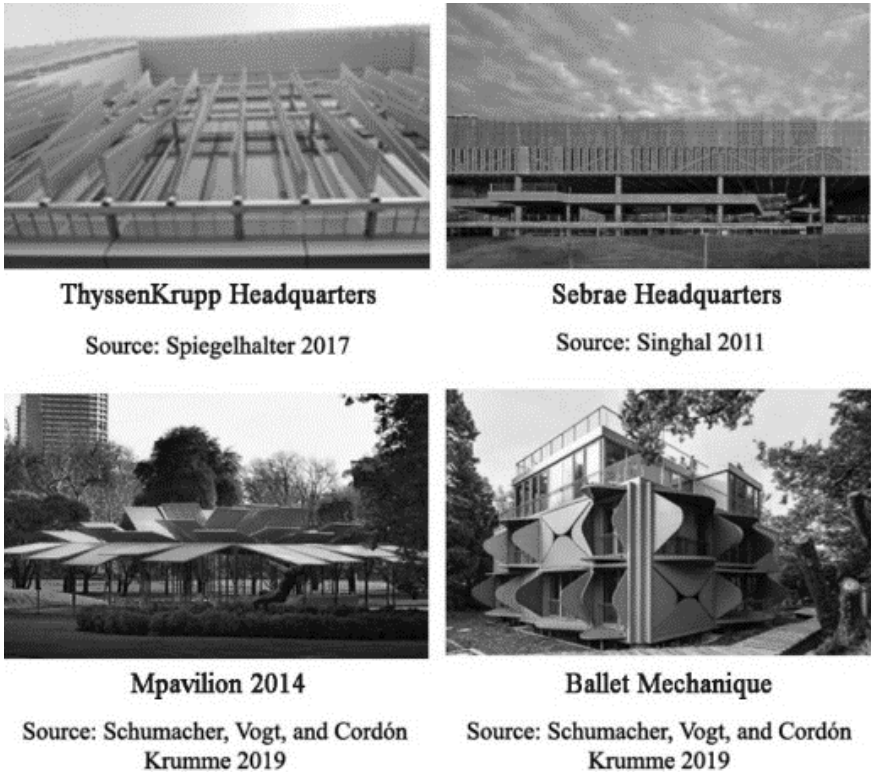 ThyssenKrupp Headquarters
Source: Spiegelhalter 2017
Sebrae Headquarters
Source: Singhal 2011
Mpavilion 2014
Source: Schumacher, Vogt, and Cordón
Krumme 2019
Ballet Mechanique
Source: Schumacher, Vogt, and Cordón
Krumme 2019